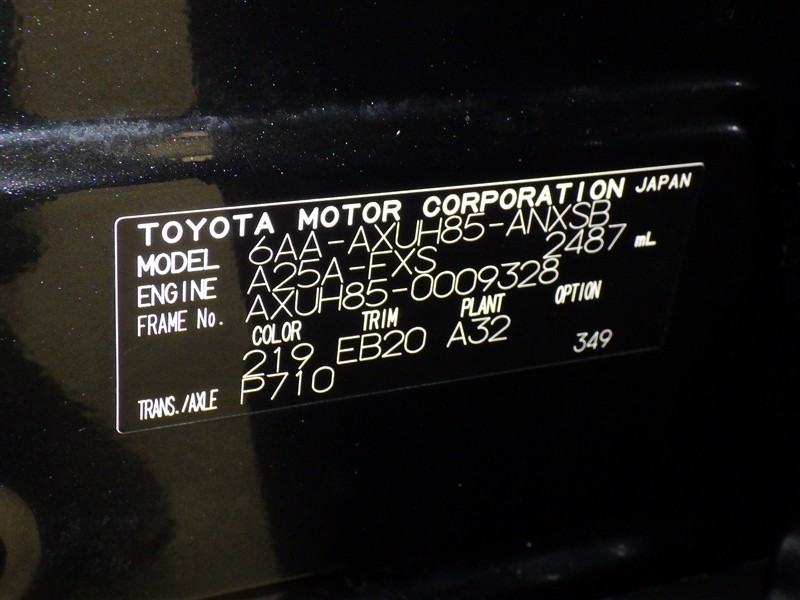 TOYOTA MOTOR CORPORATION JAPAN
MODEL 6AA-AXUH85-ANXSB
ENGINE A25A-FXS 2487 mL
FRAME No. AXUH85-0009328
COLOR TRIM PLANT OPTION
219 EB20 A32 349
TRANS./AXLE P710